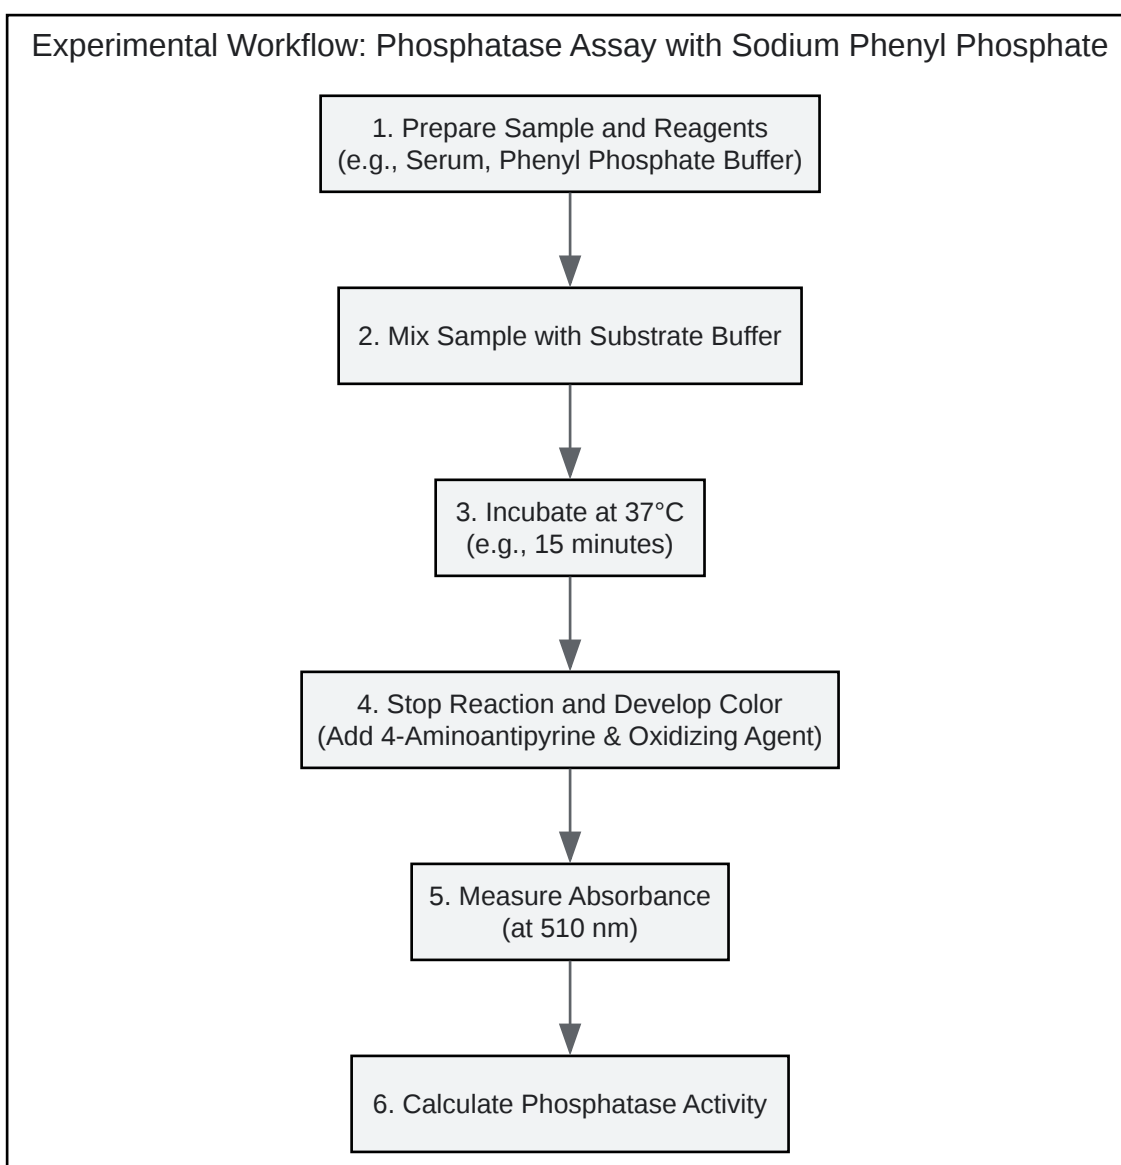 Experimental Workflow: Phosphatase Assay with Sodium Phenyl Phosphate
1. Prepare Sample and Reagents
(e.g., Serum, Phenyl Phosphate Buffer)
2. Mix Sample with Substrate Buffer
3. Incubate at 37°C
(e.g., 15 minutes)
4. Stop Reaction and Develop Color
(Add 4-Aminoantipyrine & Oxidizing Agent)
5. Measure Absorbance
(at 510 nm)
6. Calculate Phosphatase Activity